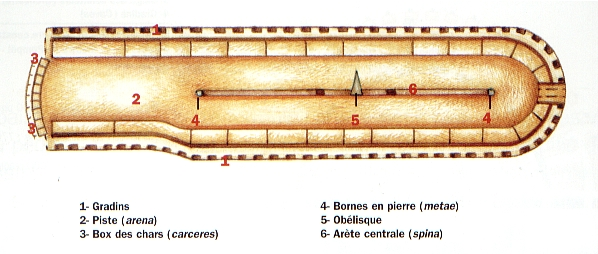 1
3
2
6
4
5
4
3
1
1- Gradins
2- Piste (arena)
3- Box des chars (carceres)
4- Bornes en pierre (metae)
5- Obélisque
6- Arète centrale (spina)